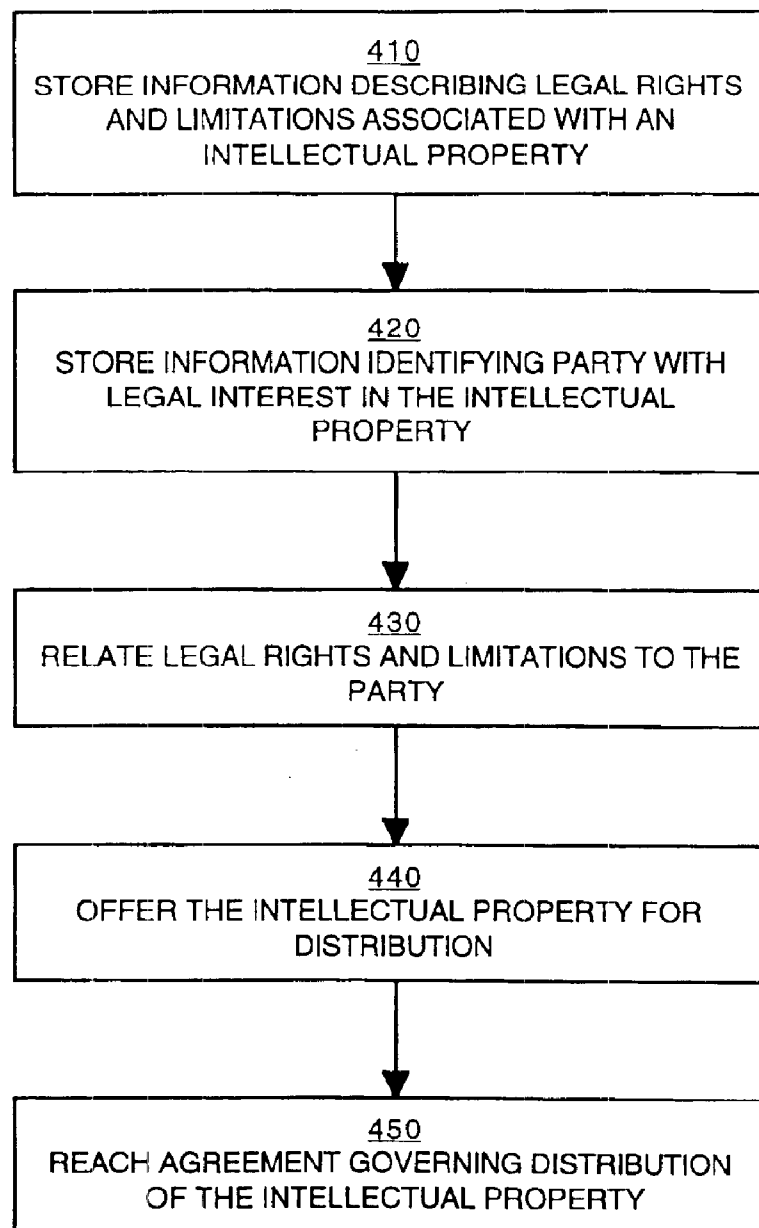 410
STORE INFORMATION DESCRIBING LEGAL RIGHTS
AND LIMITATIONS ASSOCIATED WITH AN
INTELLECTUAL PROPERTY
420
STORE INFORMATION IDENTIFYING PARTY WITH
LEGAL INTEREST IN THE INTELLECTUAL
PROPERTY
430
RELATE LEGAL RIGHTS AND LIMITATIONS TO THE
PARTY
440
OFFER THE INTELLECTUAL PROPERTY FOR
DISTRIBUTION
450
REACH AGREEMENT GOVERNING DISTRIBUTION
OF THE INTELLECTUAL PROPERTY